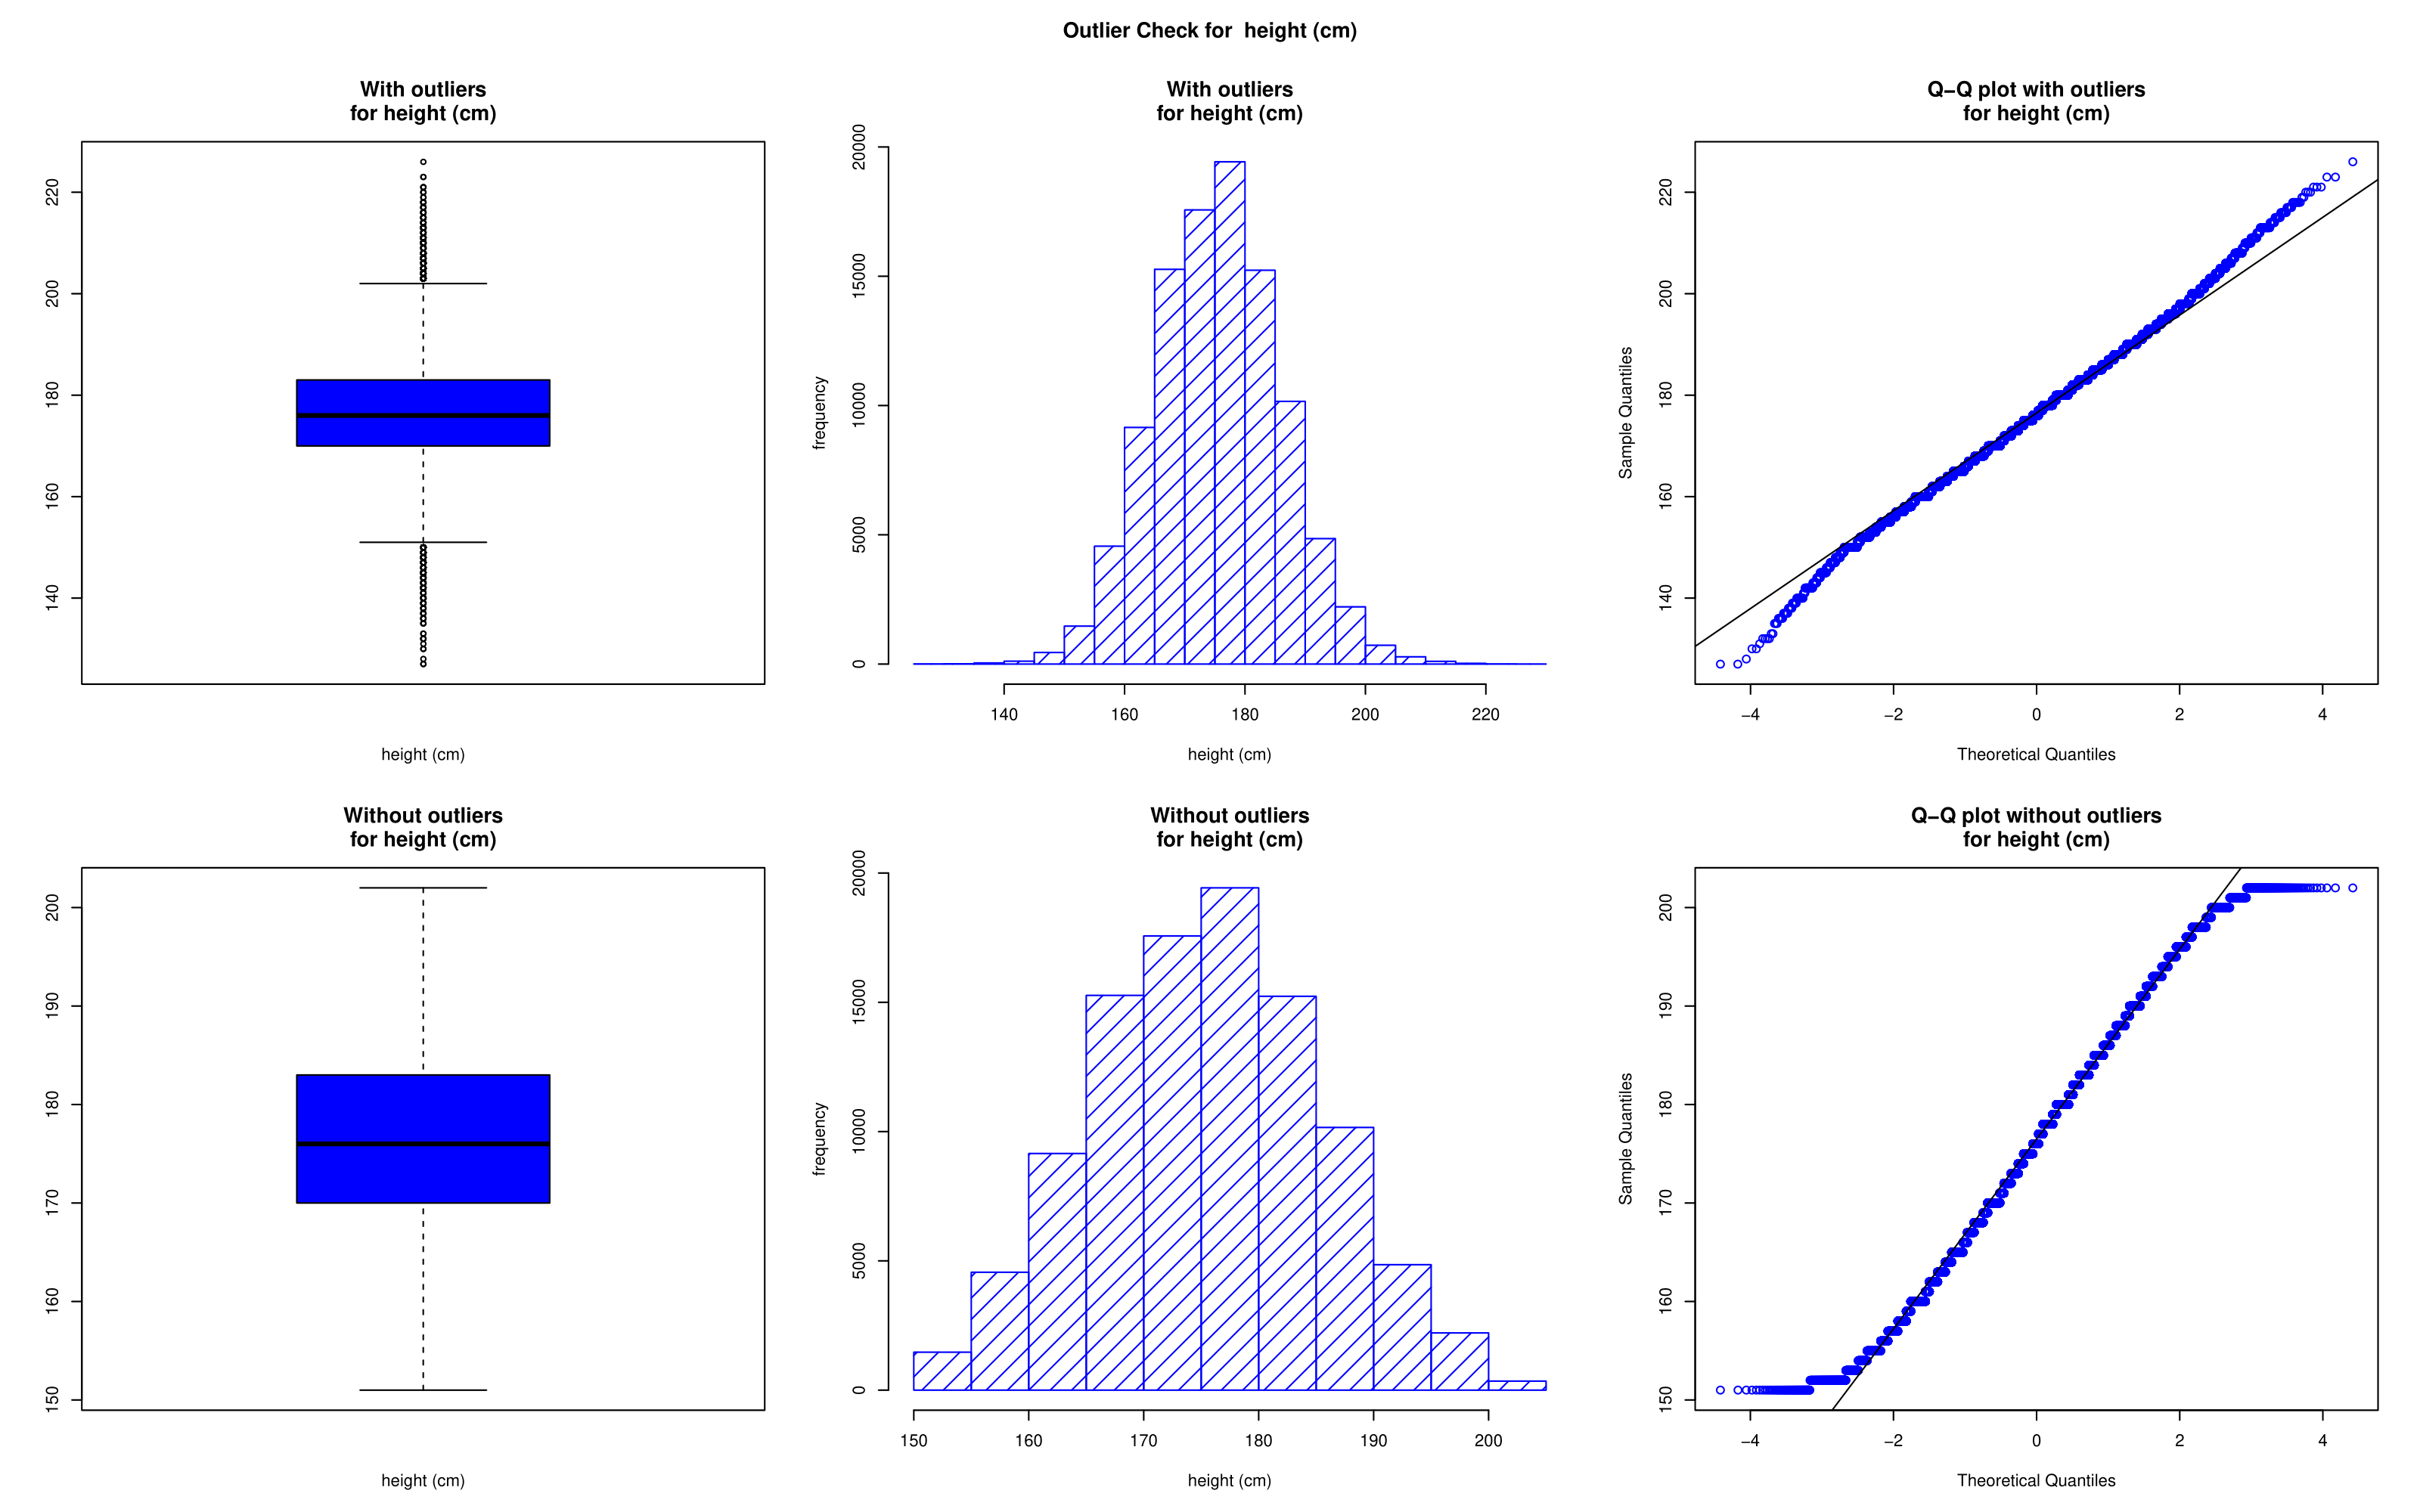 Outlier Check for  height (cm)
With outliers
for height (cm)
220
200
180
160
140
height (cm)
With outliers
for height (cm)
frequency
20000
15000
10000
5000
0
140 160 180 200 220
height (cm)
Q−Q plot with outliers
for height (cm)
Sample Quantiles
220
200
180
160
140
−4 −2 0 2 4
Theoretical Quantiles
Without outliers
for height (cm)
200
190
180
170
160
150
height (cm)
Without outliers
for height (cm)
frequency
20000
15000
10000
5000
0
150 160 170 180 190 200
height (cm)
Q−Q plot without outliers
for height (cm)
Sample Quantiles
200
190
180
170
160
150
−4 −2 0 2 4
Theoretical Quantiles